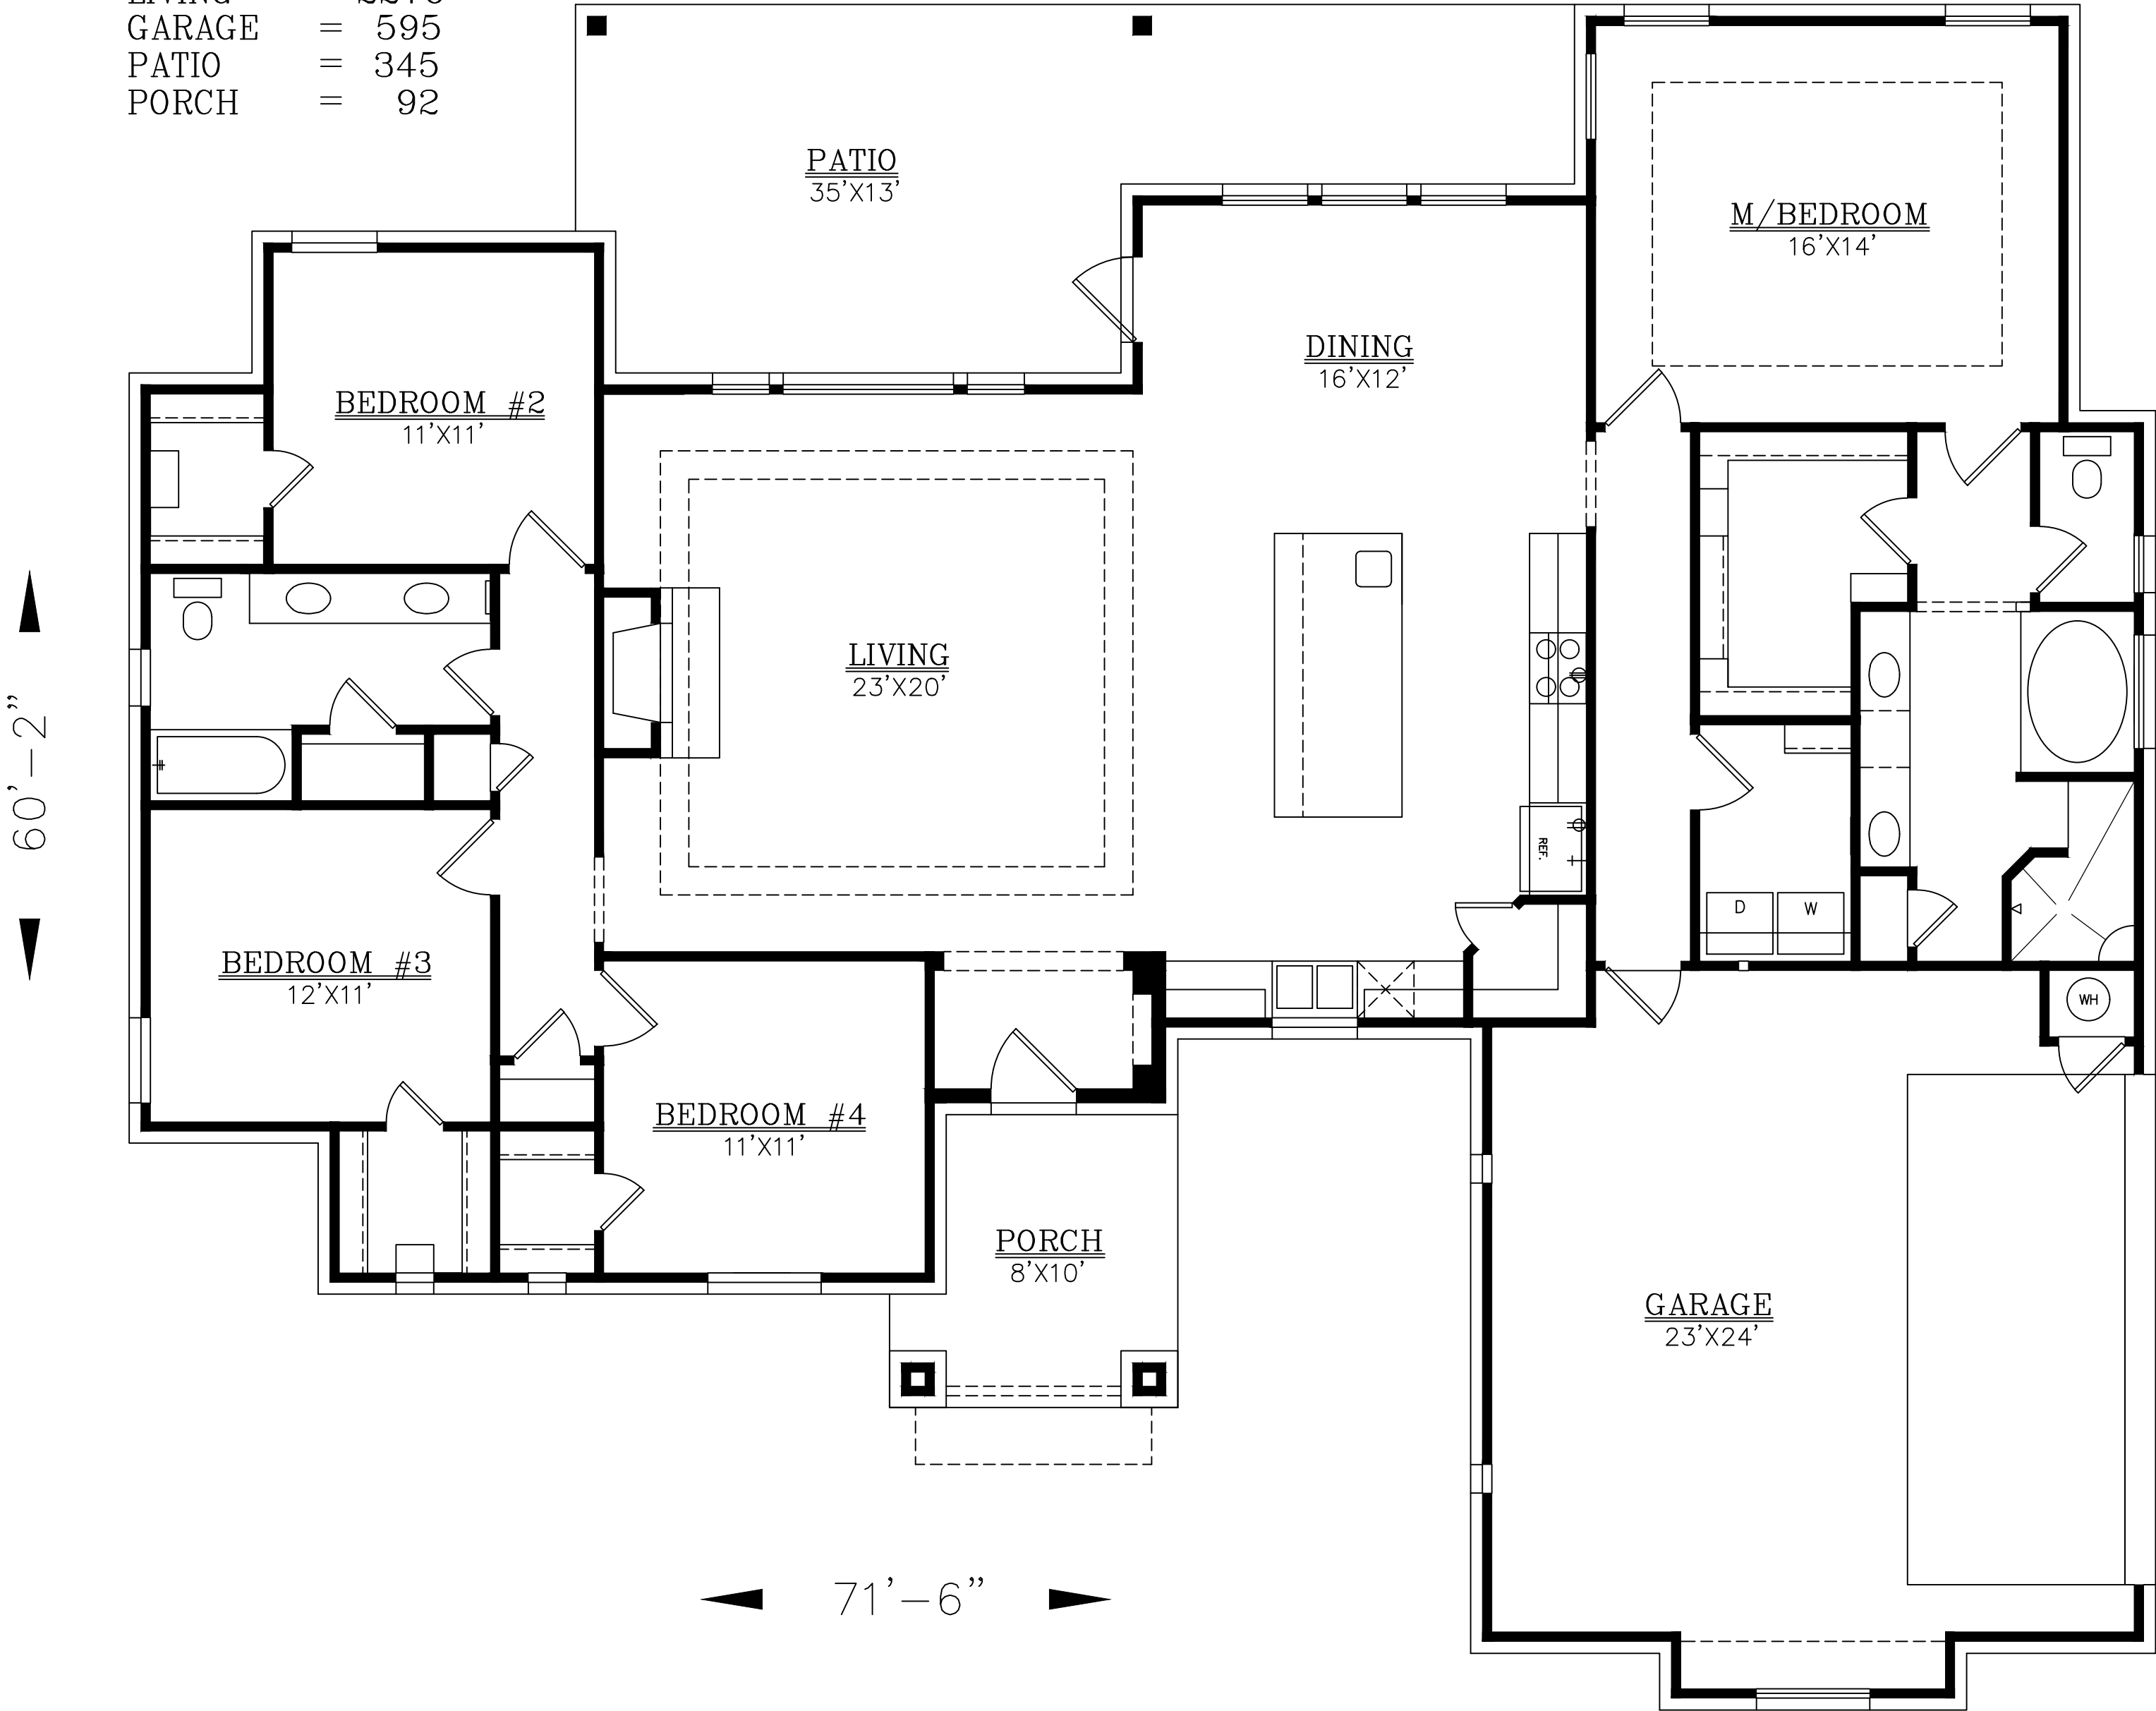 GARAGE = 595
PATIO = 345
PORCH = 92
PATIO
35'X13'
M/BEDROOM
16'X14'
DINING
16'X12'
BEDROOM #2
11'X11'
LIVING
23'X20'
60'-2"
REF.
D
W
BEDROOM #3
12'X11'
WH
BEDROOM #4
11'X11'
PORCH
8'X10'
GARAGE
23'X24'
71'-6"